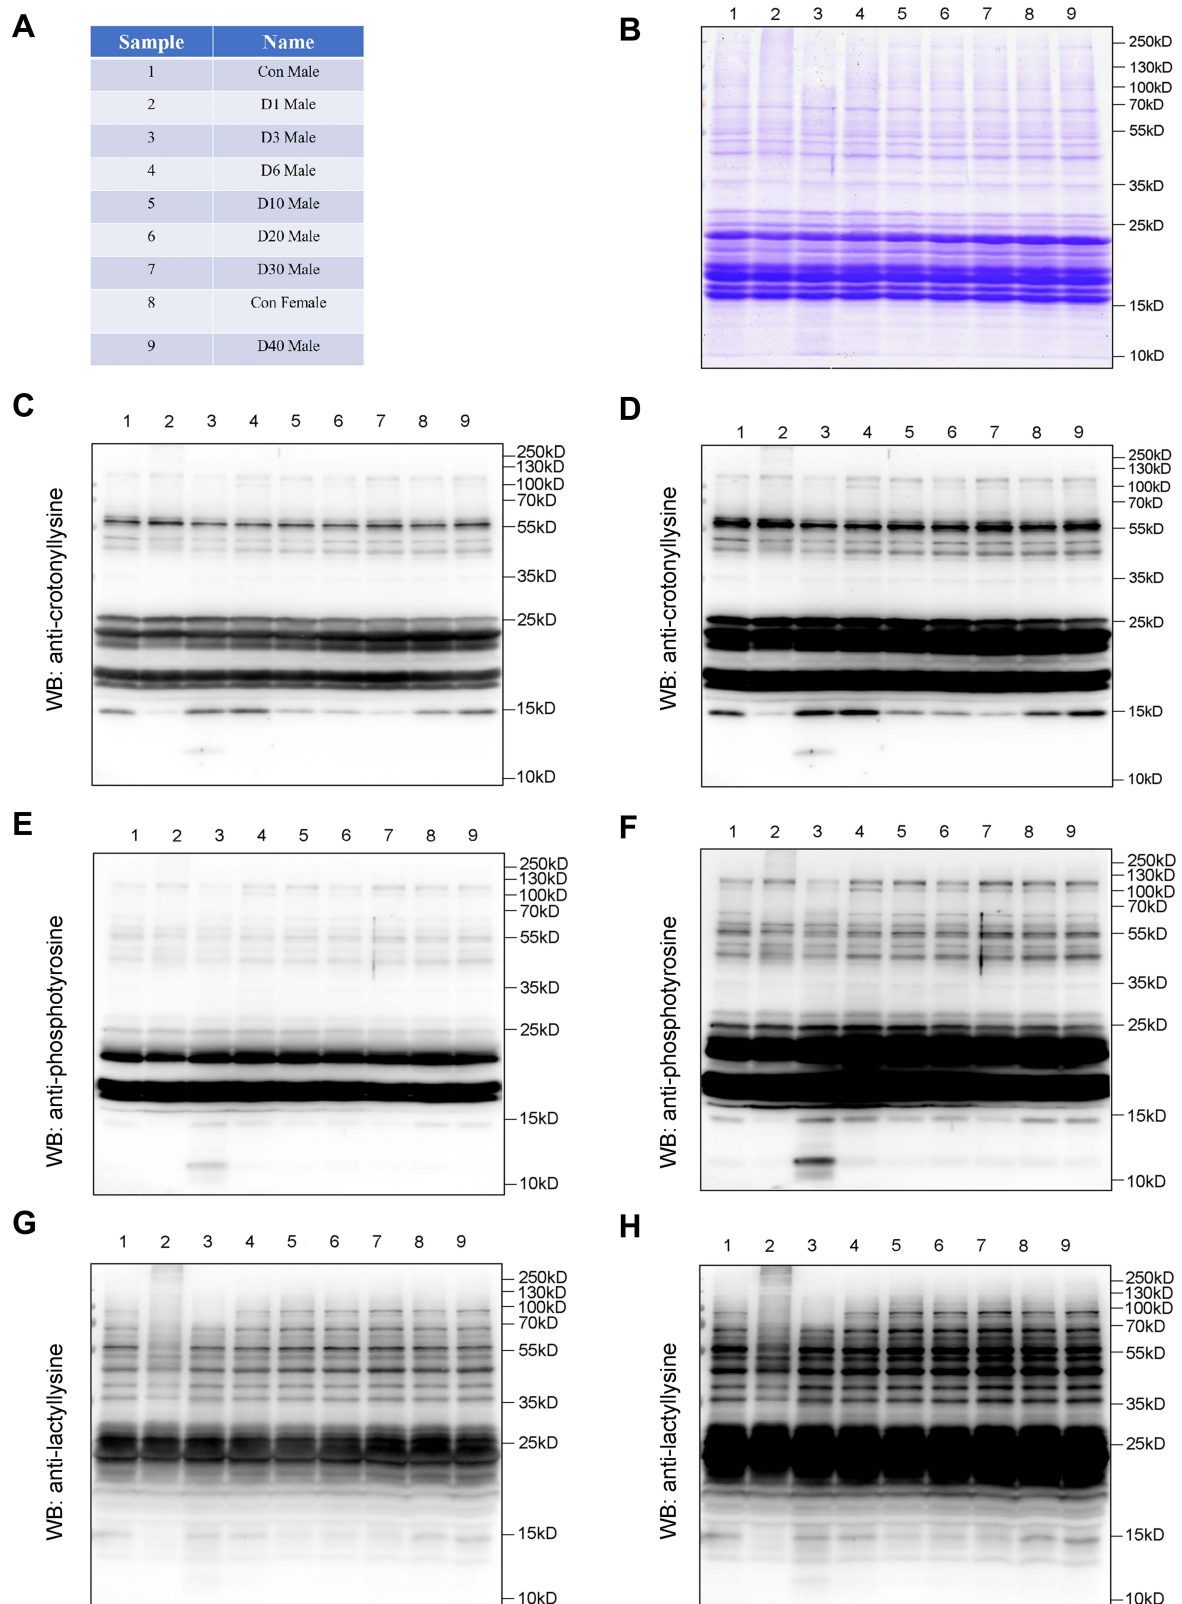 A
Sample Name
1 Con Male
2 D1 Male
3 D3 Male
4 D6 Male
5 D10 Male
6 D20 Male
7 D30 Male
8 Con Female
9 D40 Male
B
1 2 3 4 5 6 7 8 9
250kD
130kD
100kD
70kD
55kD
35kD
25kD
15kD
10kD
C
1 2 3 4 5 6 7 8 9
WB: anti-crotonyllysine
250kD
130kD
100kD
70kD
55kD
35kD
25kD
15kD
10kD
D
1 2 3 4 5 6 7 8 9
WB: anti-crotonyllysine
250kD
130kD
100kD
70kD
55kD
35kD
25kD
15kD
10kD
E
1 2 3 4 5 6 7 8 9
WB: anti-phosphotyrosine
250kD
130kD
100kD
70kD
55kD
35kD
25kD
15kD
10kD
F
1 2 3 4 5 6 7 8 9
WB: anti-phosphotyrosine
250kD
130kD
100kD
70kD
55kD
35kD
25kD
15kD
10kD
G
1 2 3 4 5 6 7 8 9
WB: anti-lactyllysine
250kD
130kD
100kD
70kD
55kD
35kD
25kD
15kD
10kD
H
1 2 3 4 5 6 7 8 9
WB: anti-lactyllysine
250kD
130kD
100kD
70kD
55kD
35kD
25kD
15kD
10kD